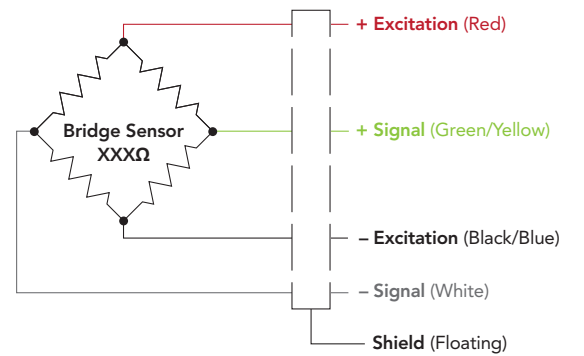 + Excitation (Red)
Bridge Sensor
XXXΩ
+ Signal (Green/Yellow)
– Excitation (Black/Blue)
– Signal (White)
Shield (Floating)